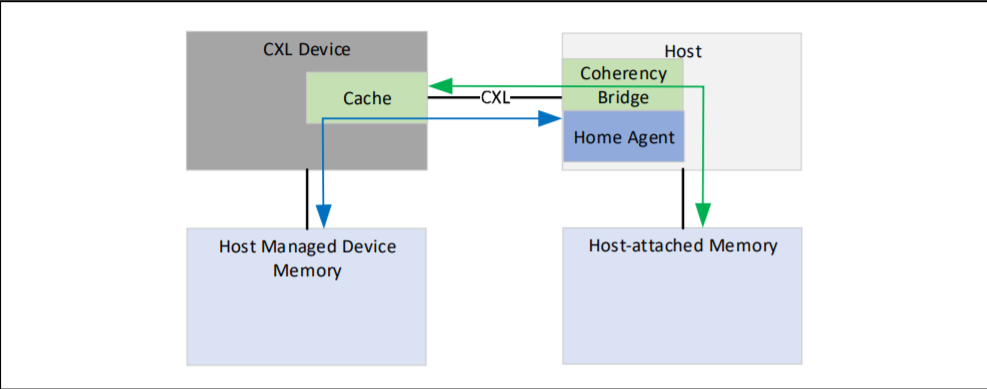 CXL Device
Host
Cache
CXL
Coherency
Bridge
Home Agent
Host Managed Device
Memory
Host-attached Memory